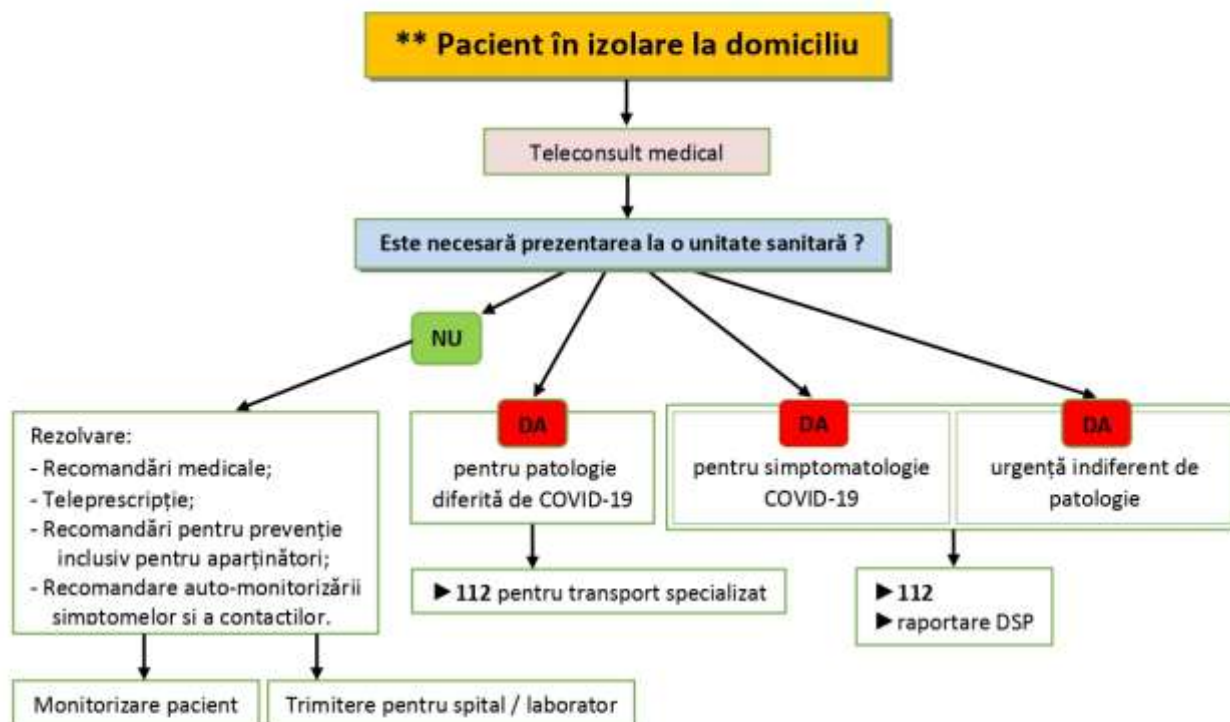 ** Pacient în izolare la domiciliu
Teleconsult medical
Este necesară prezentarea la o unitate sanitară ?
NU
Rezolvare:
- Recomandări medicale;
- Teleprescripție;
- Recomandări pentru prevenție
inclusiv pentru aparținători;
- Recomandare auto-monitorizării
simptomelor si a contactilor.
Monitorizare pacient
Trimitere pentru spital / laborator
DA
pentru patologie
diferită de COVID-19
►112 pentru transport specializat
DA
pentru simptomatologie
COVID-19
DA
urgență indiferent de
patologie
►112
►raportare DSP